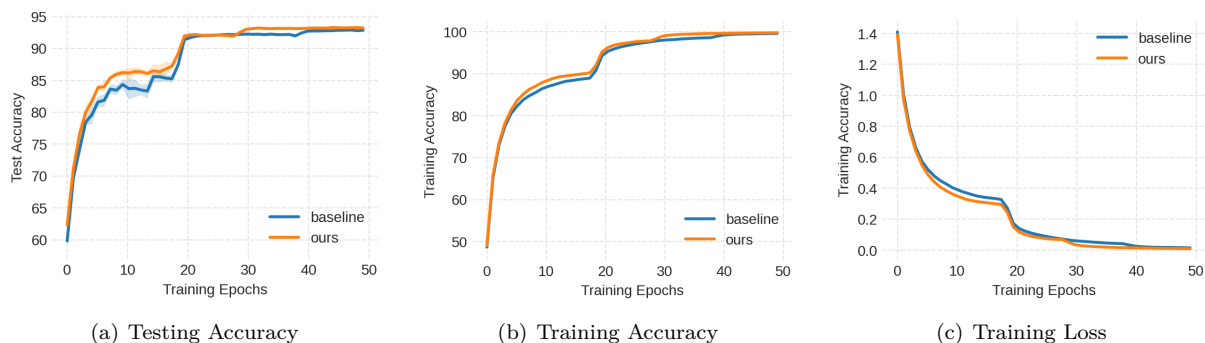 95
90
85
80
75
70
65
60
Test Accuracy
baseline
ours
0 10 20 30 40 50
Training Epochs
(a) Testing Accuracy
100
90
80
70
60
50
Training Accuracy
baseline
ours
0 10 20 30 40 50
Training Epochs
(b) Training Accuracy
1.4
1.2
1.0
0.8
0.6
0.4
0.2
0.0
Training Accuracy
baseline
ours
0 10 20 30 40 50
Training Epochs
(c) Training Loss